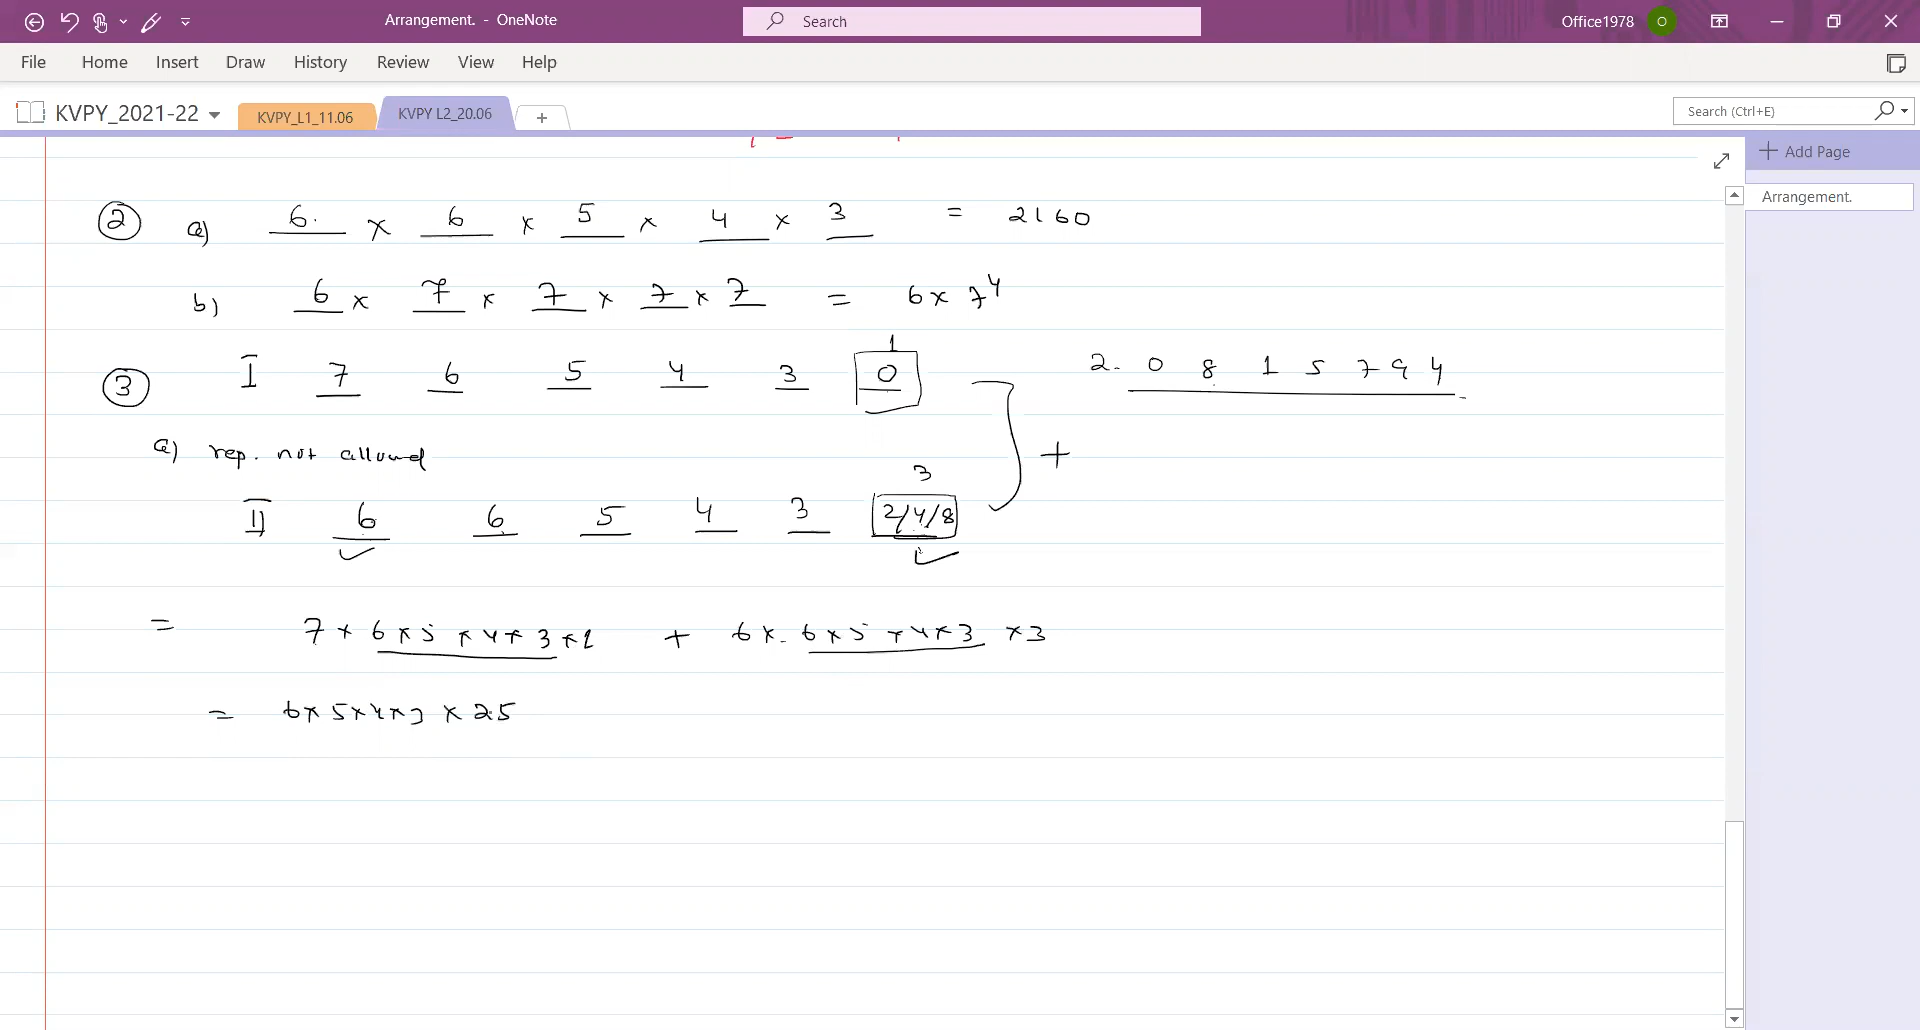 Arrangement. - OneNote
Search
Office1978
O
File Home Insert Draw History Review View Help
KVPY_2021-22
KVPY_L1_11.06
KVPY L2_20.06
+
Search (Ctrl+E)
+ Add Page
Arrangement.
② a) 6 × 6 × 5 × 4 × 3 = 2160
b) 6 × 7 × 7 × 7 × 7 = 6 × 7⁴
1
③ I 7 6 5 4 3 0
2. 0 8 1 5 7 9 4
a) rep. not allowed
+
3
II 6 6 5 4 3 2/4/8
= 7 × 6 × 5 × 4 × 3 × 1 + 6 × 6 × 5 × 4 × 3 × 3
= 6 × 5 × 4 × 3 × 25